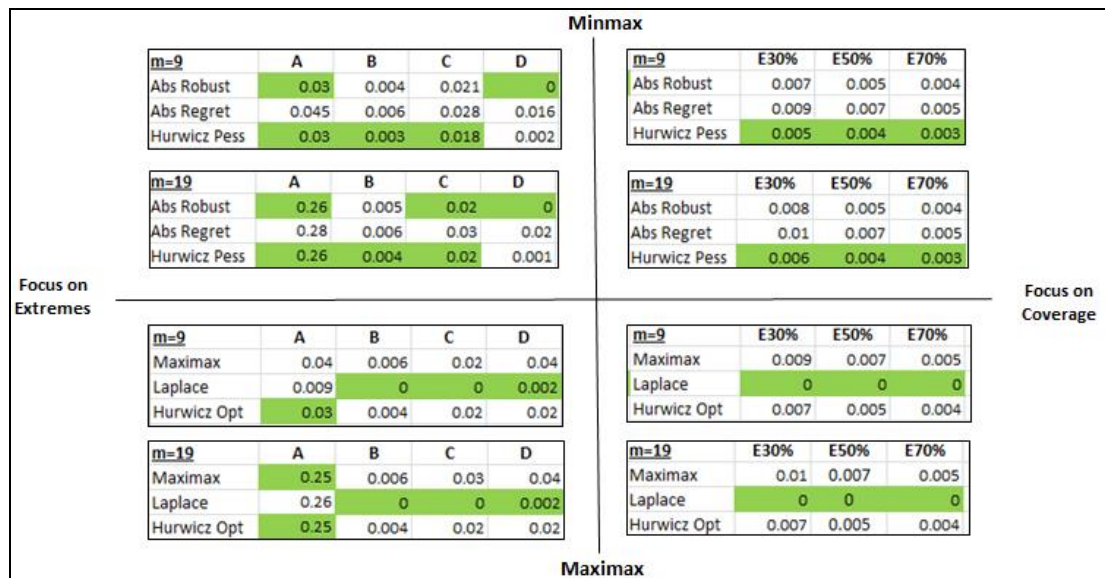 Minmax
m=9 A B C D
Abs Robust 0.03 0.004 0.021 0
Abs Regret 0.045 0.006 0.028 0.016
Hurwicz Pess 0.03 0.003 0.018 0.002
m=9 E30% E50% E70%
Abs Robust 0.007 0.005 0.004
Abs Regret 0.009 0.007 0.005
Hurwicz Pess 0.005 0.004 0.003
m=19 A B C D
Abs Robust 0.26 0.005 0.02 0
Abs Regret 0.28 0.006 0.03 0.02
Hurwicz Pess 0.26 0.004 0.02 0.001
m=19 E30% E50% E70%
Abs Robust 0.008 0.005 0.004
Abs Regret 0.01 0.007 0.005
Hurwicz Pess 0.006 0.004 0.003
Focus on
Extremes
Focus on
Coverage
m=9 A B C D
Maximax 0.04 0.006 0.02 0.04
Laplace 0.009 0 0 0.002
Hurwicz Opt 0.03 0.004 0.02 0.02
m=9 E30% E50% E70%
Maximax 0.009 0.007 0.005
Laplace 0 0 0
Hurwicz Opt 0.007 0.005 0.004
m=19 A B C D
Maximax 0.25 0.006 0.03 0.04
Laplace 0.26 0 0 0.002
Hurwicz Opt 0.25 0.004 0.02 0.02
m=19 E30% E50% E70%
Maximax 0.01 0.007 0.005
Laplace 0 0 0
Hurwicz Opt 0.007 0.005 0.004
Maximax